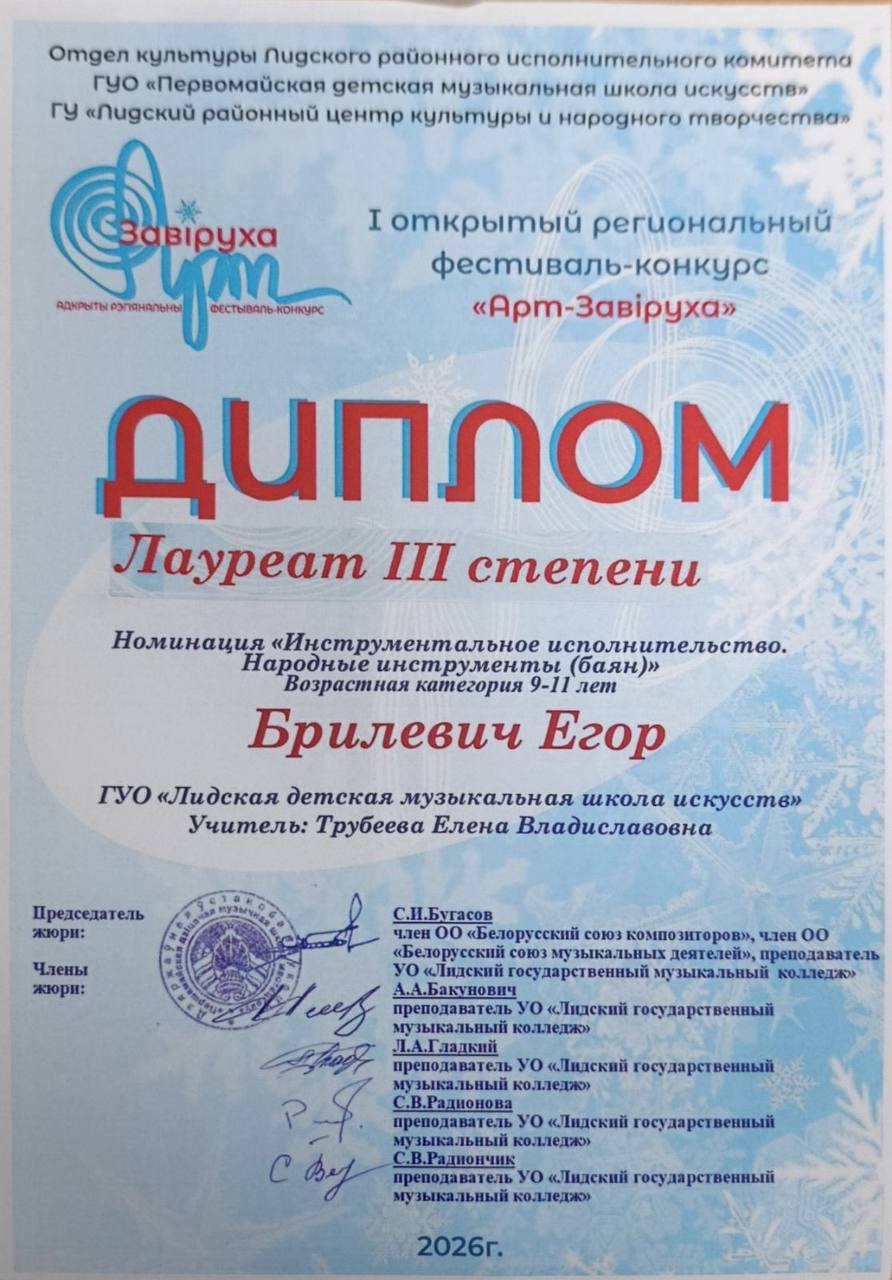 Отдел культуры Лидского районного исполнительного комитета
ГУО «Первомайская детская музыкальная школа искусств»
ГУ «Лидский районный центр культуры и народного творчества»
Завіруха
Арт
АДКРЫТЫ РЭГІЯНАЛЬНЫ ФЕСТЫВАЛЬ-КОНКУРС
I открытый региональный
фестиваль-конкурс
«Арт-Завіруха»
ДИПЛОМ
Лауреат III степени
Номинация «Инструментальное исполнительство.
Народные инструменты (баян)»
Возрастная категория 9-11 лет
Брилевич Егор
ГУО «Лидская детская музыкальная школа искусств»
Учитель: Трубеева Елена Владиславовна
Председатель
жюри:
С.И.Бугасов
член ОО «Белорусский союз композиторов», член ОО
«Белорусский союз музыкальных деятелей», преподаватель
УО «Лидский государственный музыкальный колледж»
Члены
жюри:
А.А.Бакунович
преподаватель УО «Лидский государственный
музыкальный колледж»
Л.А.Гладкий
преподаватель УО «Лидский государственный
музыкальный колледж»
С.В.Радионова
преподаватель УО «Лидский государственный
музыкальный колледж»
С.В.Радиончик
преподаватель УО «Лидский государственный
музыкальный колледж»
2026г.